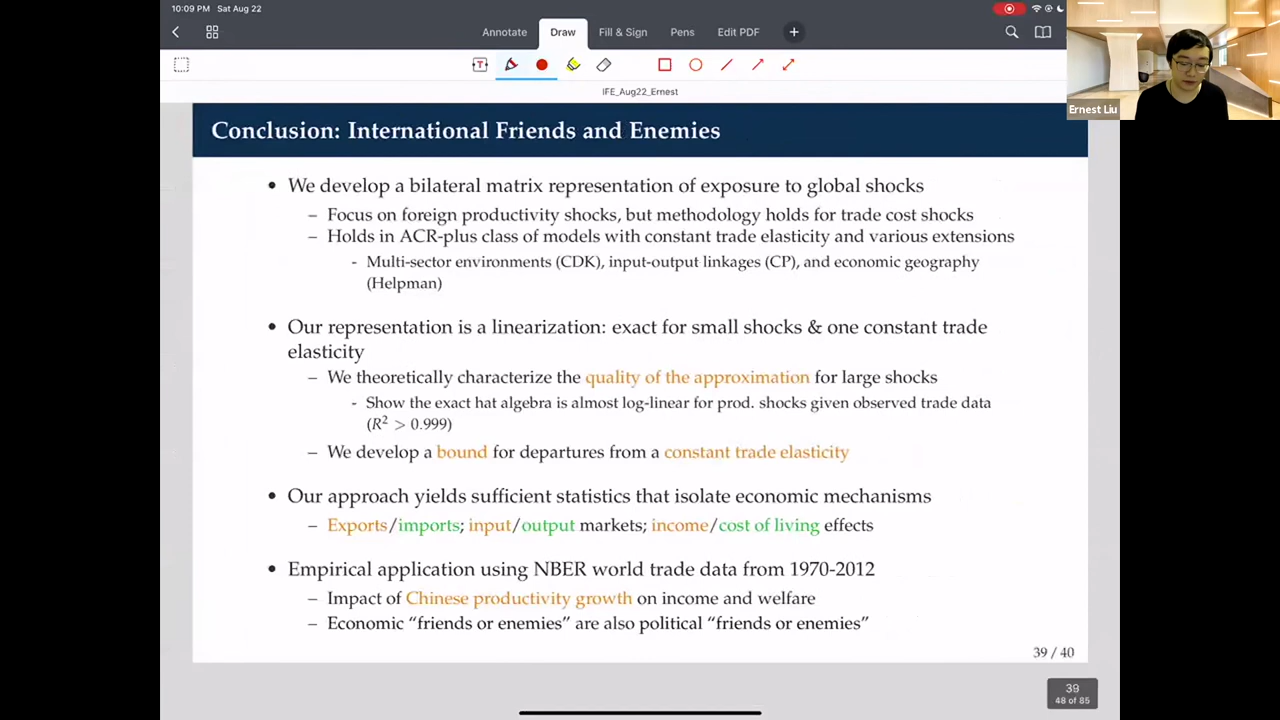 10:09 PM Sat Aug 22
Annotate Draw Fill & Sign Pens Edit PDF
T
IFE_Aug22_Ernest
Ernest Liu
Conclusion: International Friends and Enemies
• We develop a bilateral matrix representation of exposure to global shocks
– Focus on foreign productivity shocks, but methodology holds for trade cost shocks
– Holds in ACR-plus class of models with constant trade elasticity and various extensions
- Multi-sector environments (CDK), input-output linkages (CP), and economic geography
(Helpman)
• Our representation is a linearization: exact for small shocks & one constant trade
elasticity
– We theoretically characterize the quality of the approximation for large shocks
- Show the exact hat algebra is almost log-linear for prod. shocks given observed trade data
(R² > 0.999)
– We develop a bound for departures from a constant trade elasticity
• Our approach yields sufficient statistics that isolate economic mechanisms
– Exports/imports; input/output markets; income/cost of living effects
• Empirical application using NBER world trade data from 1970-2012
– Impact of Chinese productivity growth on income and welfare
– Economic “friends or enemies” are also political “friends or enemies”
39 / 40
39
48 of 85